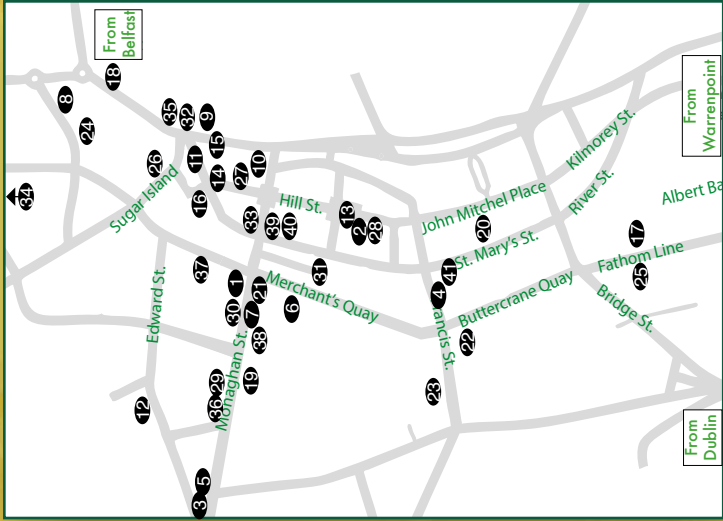 From
Belfast
18
8
24
35
32
9
15
26
11
10
14
27
34
Sugar Island
16
Hill St.
33
39
40
13
2
28
John Mitchel Place
Kilmorey St.
River St.
From
Warrenpoint
Albert Ba
20
St. Mary's St.
17
Fathom Line
25
37
1
21
31
Merchant's Quay
41
4
Buttercrane Quay
Bridge St.
Edward St.
30
7
6
38
ancis St.
22
Monaghan St.
29
36
19
23
12
5
3
From
Dublin